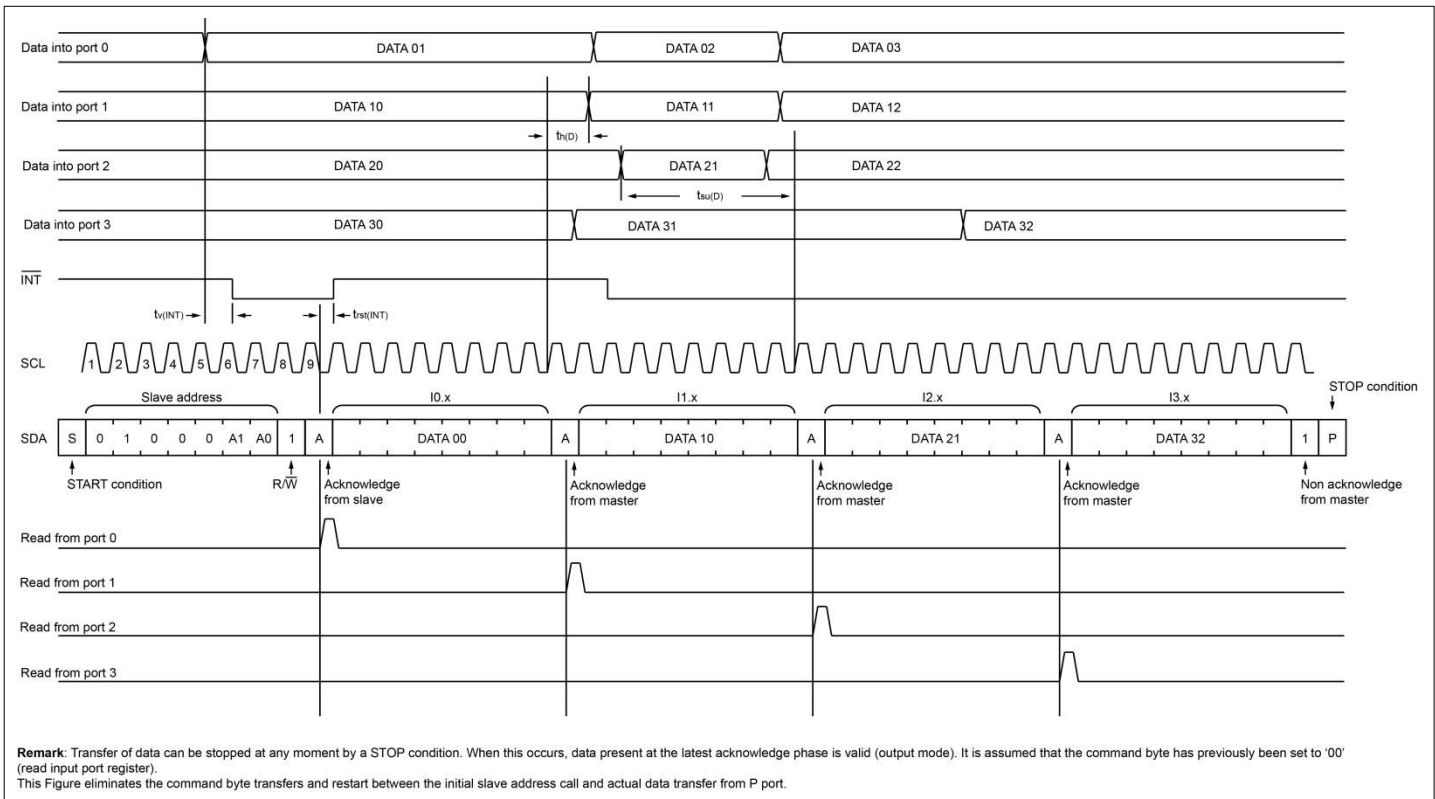 Data into port 0
DATA 01
DATA 02
DATA 03
Data into port 1
DATA 10
DATA 11
DATA 12
th(D)
Data into port 2
DATA 20
DATA 21
DATA 22
tsu(D)
Data into port 3
DATA 30
DATA 31
DATA 32
INT
tv(INT)
trst(INT)
SCL
1 2 3 4 5 6 7 8 9
STOP condition
Slave address
I0.x
I1.x
I2.x
I3.x
SDA
S 0 1 0 0 0 A1 A0 1 A DATA 00 A DATA 10 A DATA 21 A DATA 32 1 P
START condition
R/W
Acknowledge
from slave
Acknowledge
from master
Acknowledge
from master
Acknowledge
from master
Non acknowledge
from master
Read from port 0
Read from port 1
Read from port 2
Read from port 3
Remark: Transfer of data can be stopped at any moment by a STOP condition. When this occurs, data present at the latest acknowledge phase is valid (output mode). It is assumed that the command byte has previously been set to ‘00’
(read input port register).
This Figure eliminates the command byte transfers and restart between the initial slave address call and actual data transfer from P port.